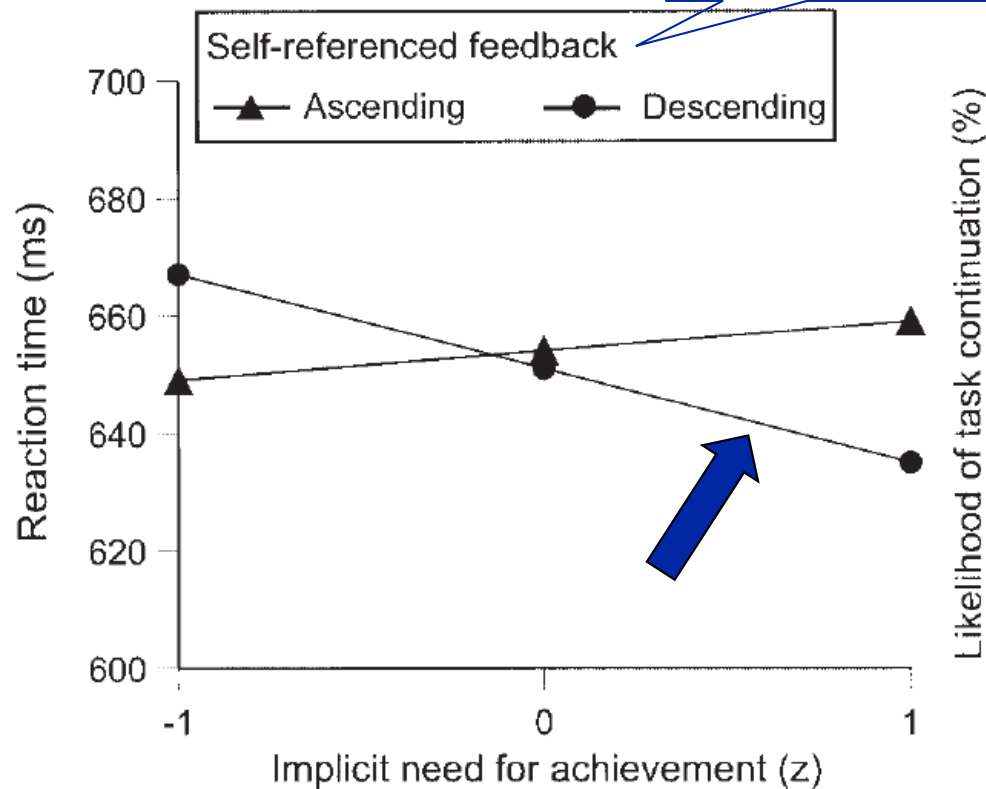 Self-referenced feedback
Ascending
Descending
700
680
660
640
620
600
Reaction time (ms)
-1
0
1
Implicit need for achievement (z)
Likelihood of task continuation (%)